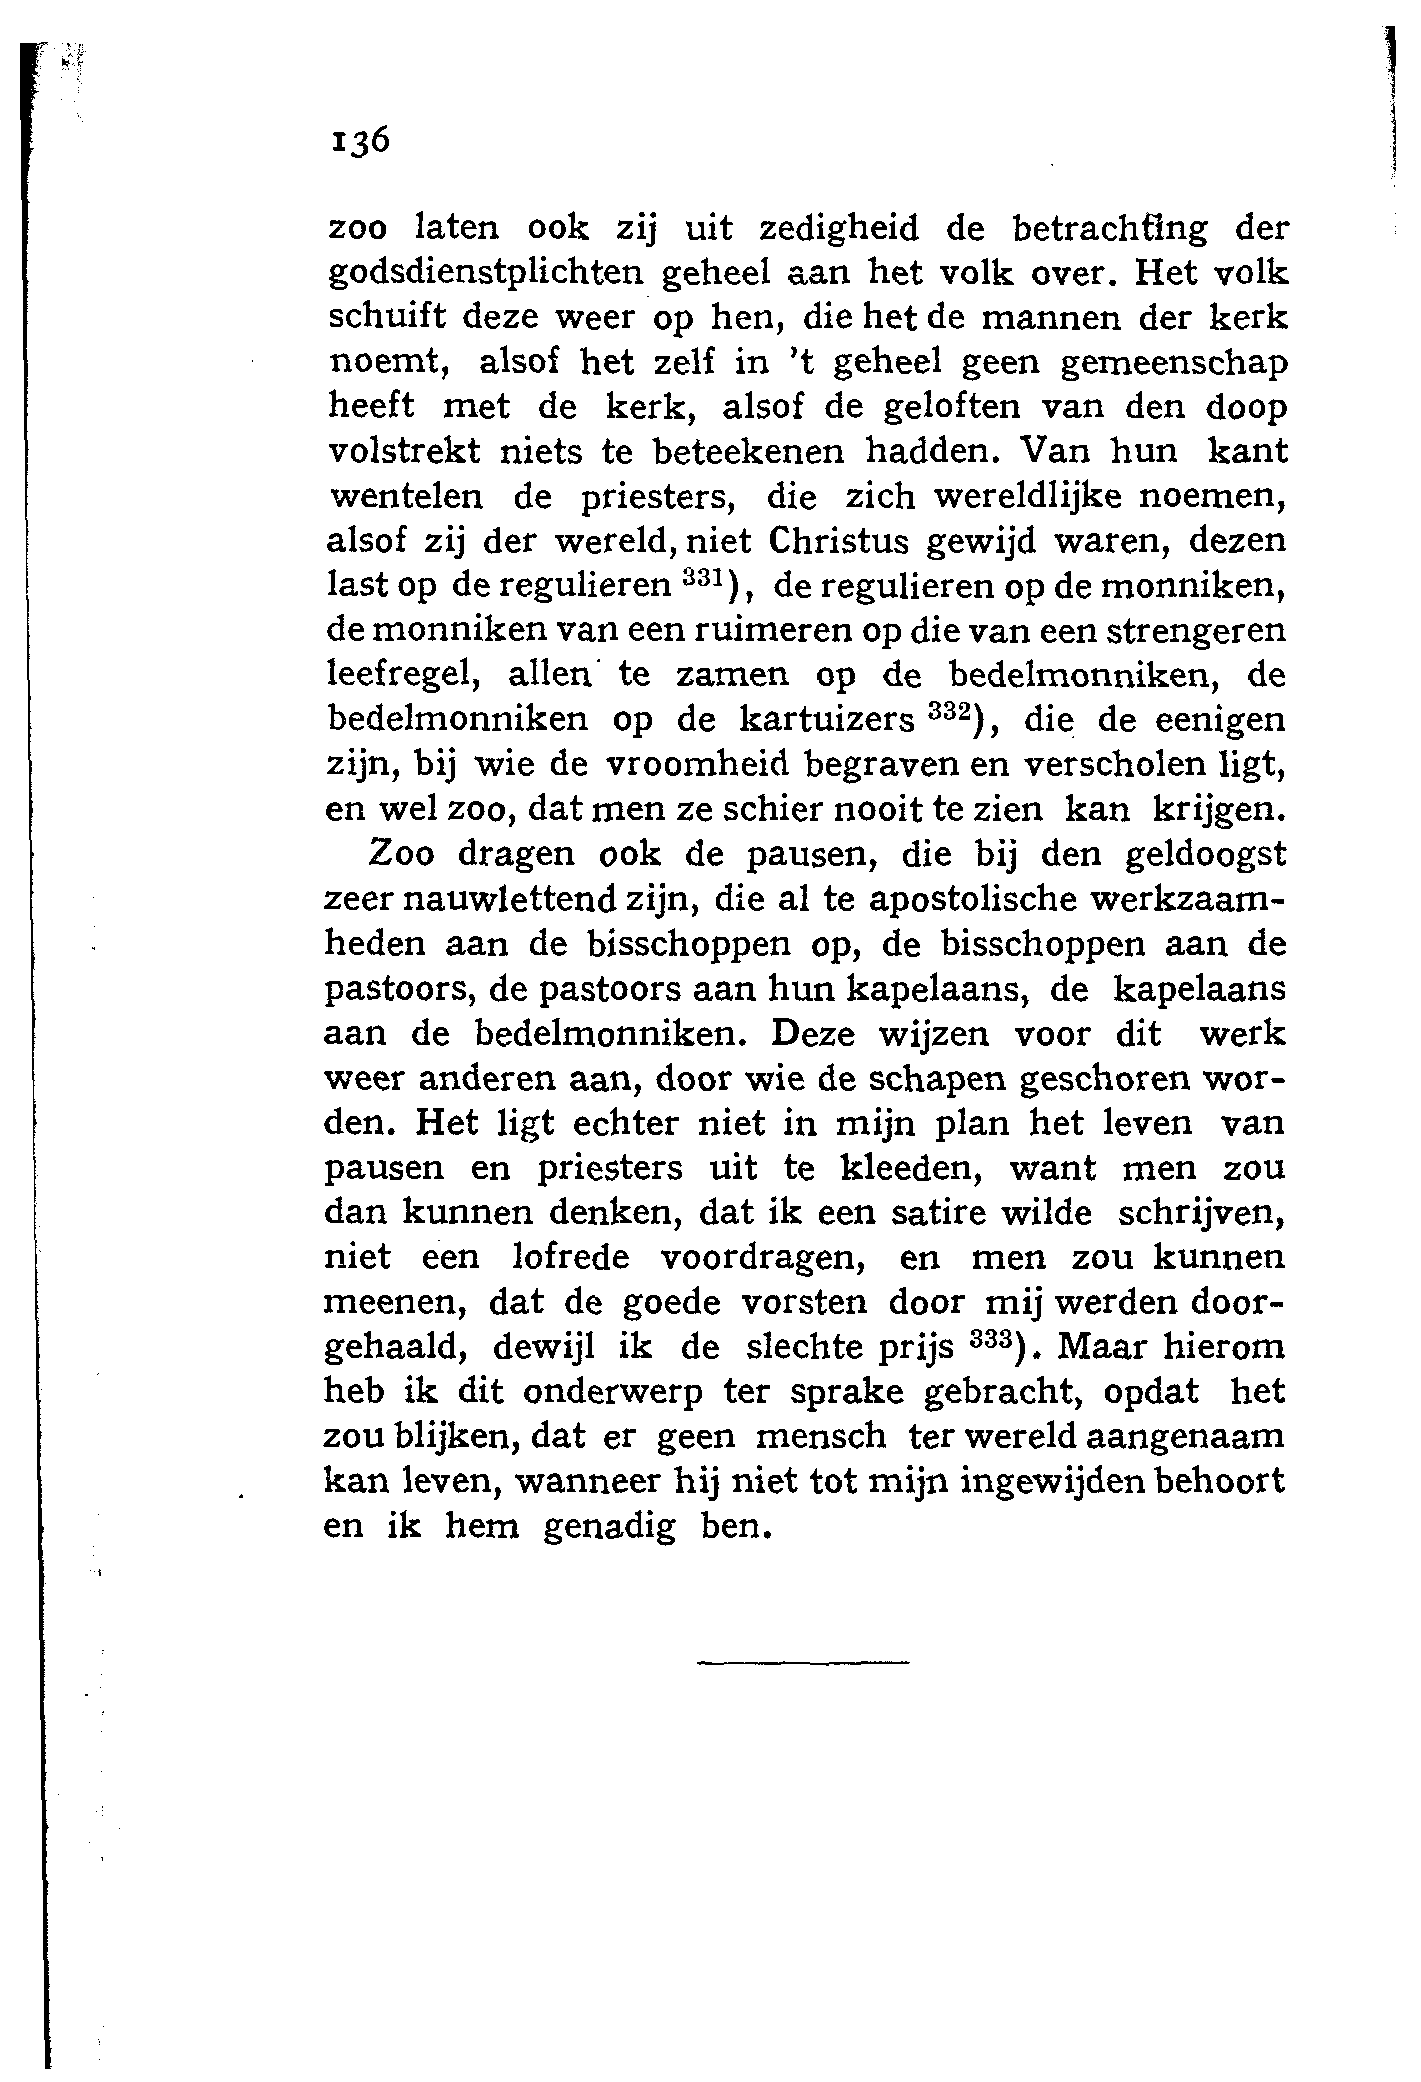 136
zoo laten ook zij uit zedigheid de betrachting der
godsdienstplichten geheel aan het volk over. Het volk
schuift deze weer op hen, die het de mannen der kerk
noemt, alsof het zelf in 't geheel geen gemeenschap
heeft met de kerk, alsof de geloften van den doop
volstrekt niets te beteekenen hadden. Van hun kant
wentelen de priesters, die zich wereldlijke noemen,
alsof zij der wereld, niet Christus gewijd waren, dezen
last op de regulieren ³³¹), de regulieren op de monniken,
de monniken van een ruimeren op die van een strengeren
leefregel, allen te zamen op de bedelmonniken, de
bedelmonniken op de kartuizers ³³²), die de eenigen
zijn, bij wie de vroomheid begraven en verscholen ligt,
en wel zoo, dat men ze schier nooit te zien kan krijgen.
Zoo dragen ook de pausen, die bij den geldoogst
zeer nauwlettend zijn, die al te apostolische werkzaam-
heden aan de bisschoppen op, de bisschoppen aan de
pastoors, de pastoors aan hun kapelaans, de kapelaans
aan de bedelmonniken. Deze wijzen voor dit werk
weer anderen aan, door wie de schapen geschoren wor-
den. Het ligt echter niet in mijn plan het leven van
pausen en priesters uit te kleeden, want men zou
dan kunnen denken, dat ik een satire wilde schrijven,
niet een lofrede voordragen, en men zou kunnen
meenen, dat de goede vorsten door mij werden door-
gehaald, dewijl ik de slechte prijs ³³³). Maar hierom
heb ik dit onderwerp ter sprake gebracht, opdat het
zou blijken, dat er geen mensch ter wereld aangenaam
kan leven, wanneer hij niet tot mijn ingewijden behoort
en ik hem genadig ben.